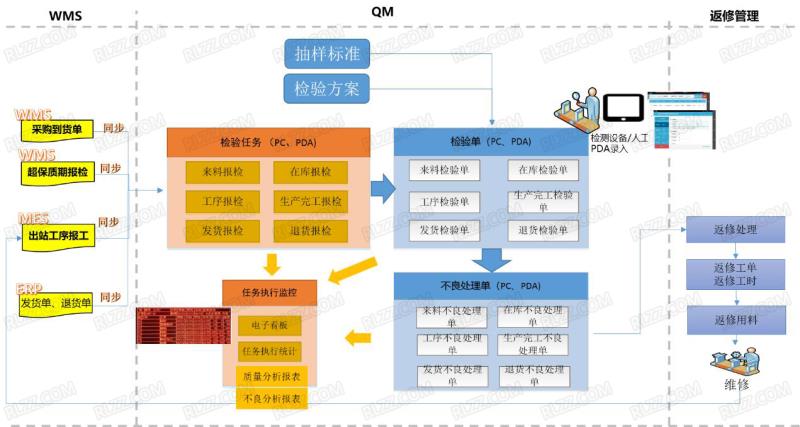 WMS
QM
返修管理
抽样标准
检验方案
WMS
采购到货单
同步
WMS
超保质期报检
同步
MES
出站工序报工
同步
ERP
发货单、退货单
同步
检验任务（PC、PDA）
来料报检
在库报检
工序报检
生产完工报检
发货报检
退货报检
检验单（PC、PDA)
来料检验单
在库检验单
工序检验单
生产完工检验
单
发货检验单
退货检验单
检测设备/人工
PDA录入
任务执行监控
电子看板
任务执行统计
质量分析报表
不良分析报表
不良处理单（PC、PDA)
来料不良处理
单
在库不良处理
单
工序不良处理
单
生产完工不良
处理单
发货不良处理
单
退货不良处理
单
返修处理
返修工单
返修工时
返修用料
维修
RLZZ.COM